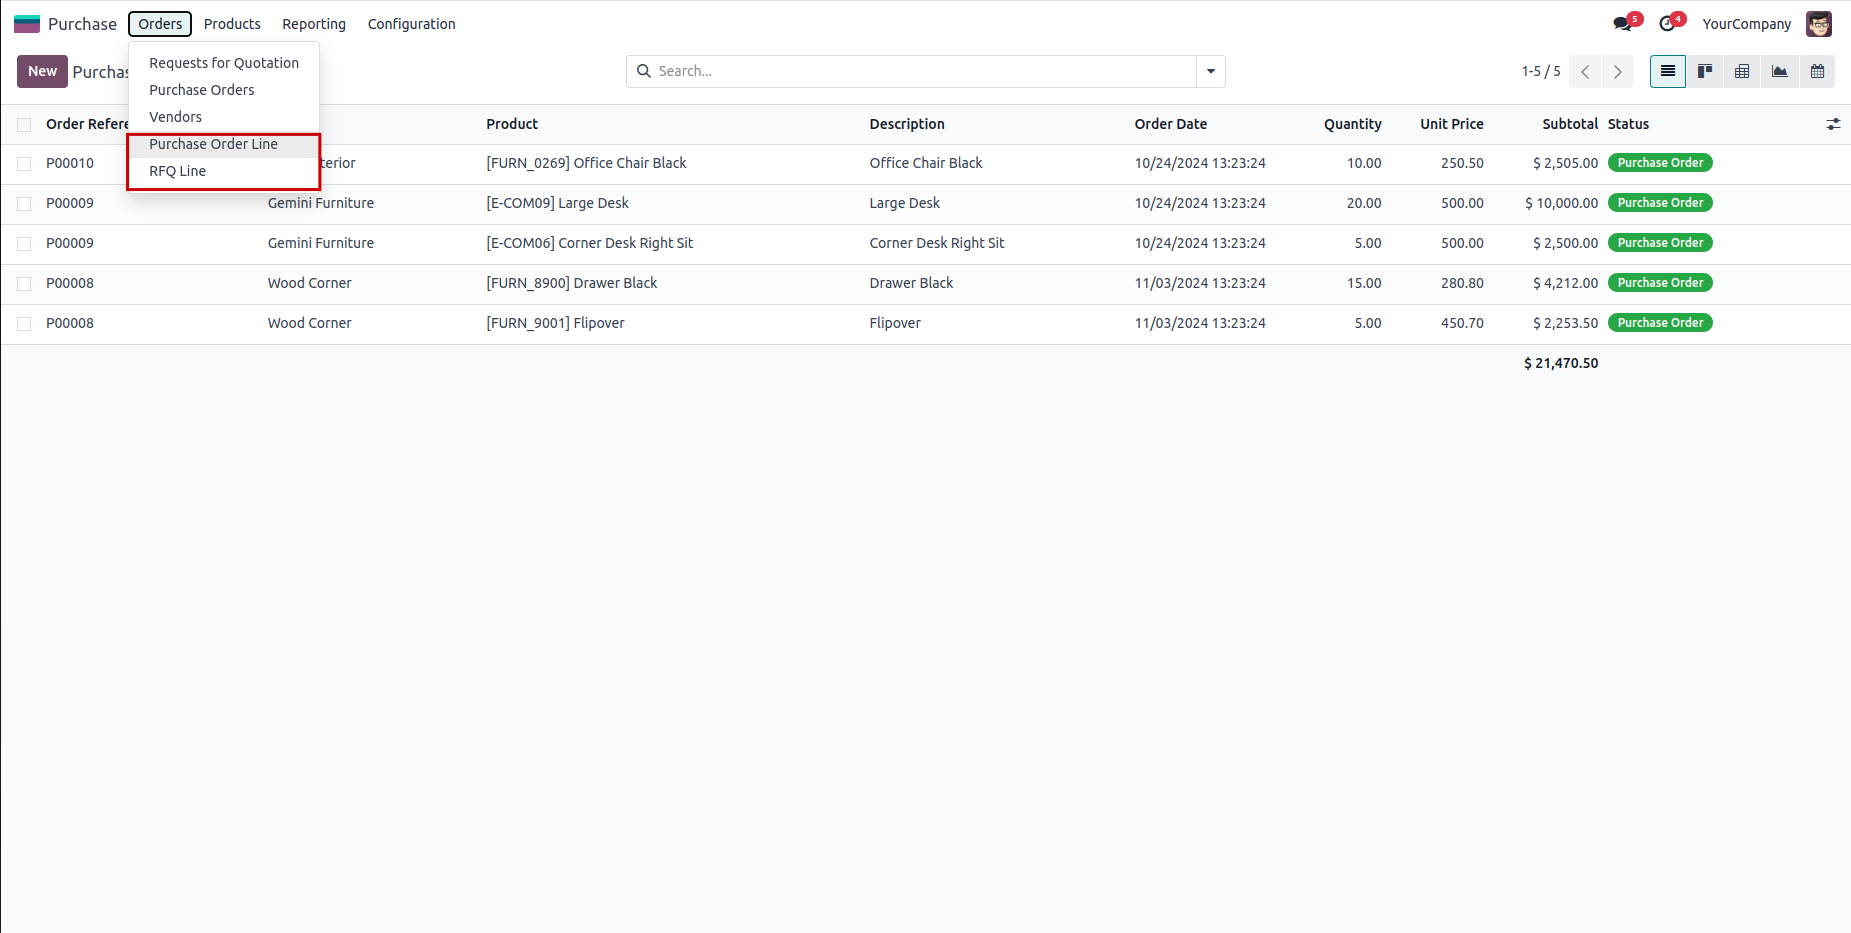 Purchase Orders Products Reporting Configuration 5 4 YourCompany
New Purchas Search... 1-5 / 5
Requests for Quotation
Purchase Orders
Vendors
Purchase Order Line
RFQ Line
Order Refere Product Description Order Date Quantity Unit Price Subtotal Status
P00010 terior [FURN_0269] Office Chair Black Office Chair Black 10/24/2024 13:23:24 10.00 250.50 $ 2,505.00 Purchase Order
P00009 Gemini Furniture [E-COM09] Large Desk Large Desk 10/24/2024 13:23:24 20.00 500.00 $ 10,000.00 Purchase Order
P00009 Gemini Furniture [E-COM06] Corner Desk Right Sit Corner Desk Right Sit 10/24/2024 13:23:24 5.00 500.00 $ 2,500.00 Purchase Order
P00008 Wood Corner [FURN_8900] Drawer Black Drawer Black 11/03/2024 13:23:24 15.00 280.80 $ 4,212.00 Purchase Order
P00008 Wood Corner [FURN_9001] Flipover Flipover 11/03/2024 13:23:24 5.00 450.70 $ 2,253.50 Purchase Order
$ 21,470.50